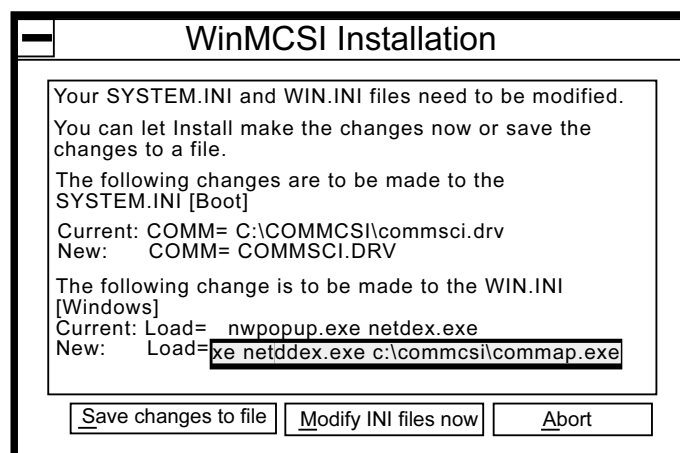 WinMCSI Installation
Your SYSTEM.INI and WIN.INI files need to be modified.
You can let Install make the changes now or save the
changes to a file.
The following changes are to be made to the
SYSTEM.INI [Boot]
Current: COMM= C:\COMMCSI\commsci.drv
New: COMM= COMMSCI.DRV
The following change is to be made to the WIN.INI
[Windows]
Current: Load= nwpopup.exe netdex.exe
New: Load=xe netddex.exe c:\commcsi\commap.exe
Save changes to file
Modify INI files now
Abort